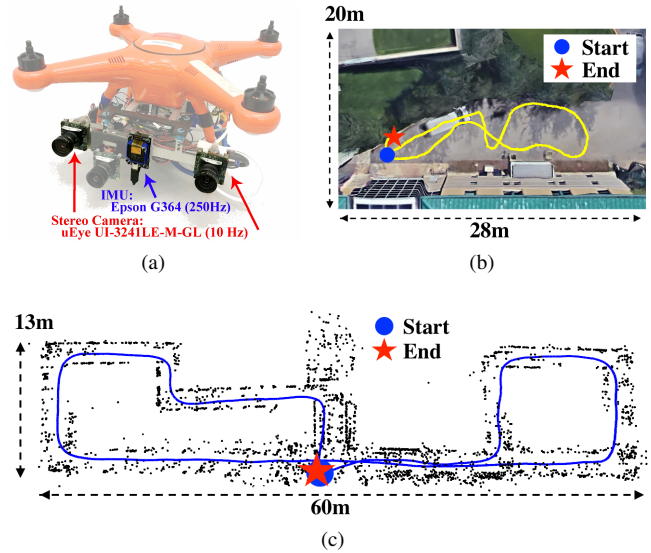 IMU:
Epson G364 (250Hz)
Stereo Camera:
uEye UI-3241LE-M-GL (10 Hz)
(a)
20m
Start
End
28m
(b)
13m
Start
End
60m
(c)